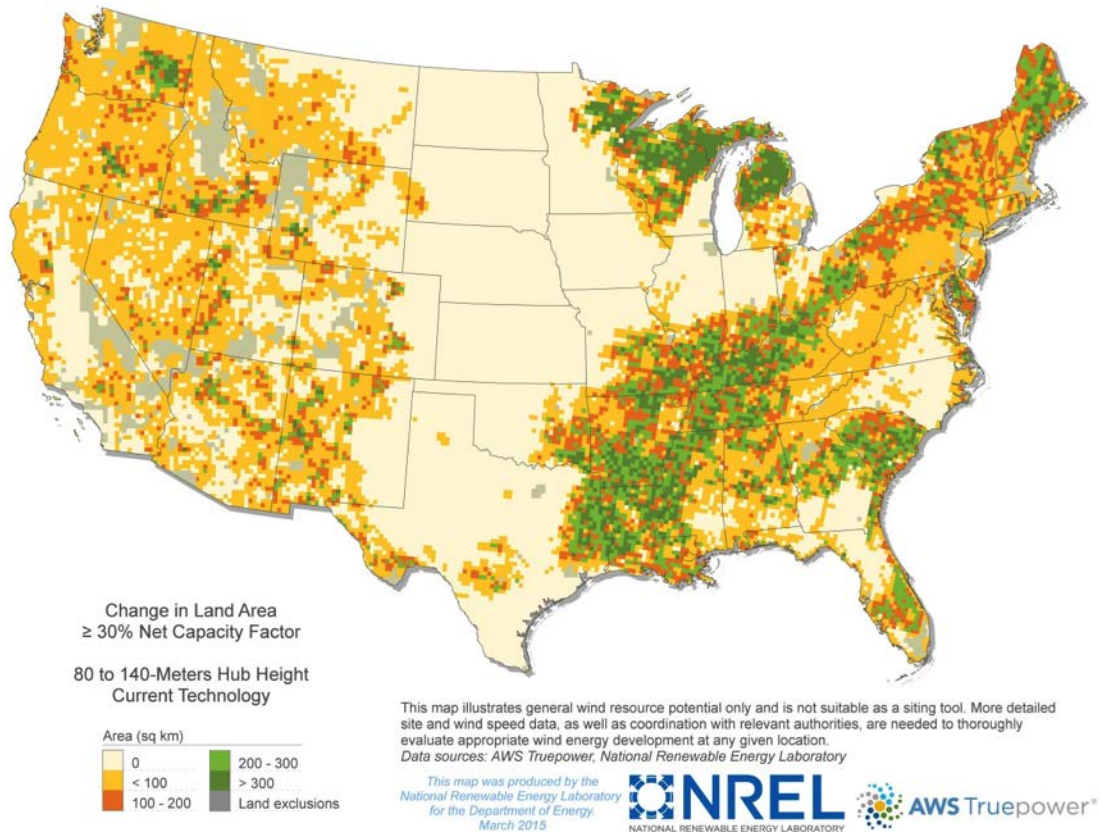 Change in Land Area
≥ 30% Net Capacity Factor
80 to 140-Meters Hub Height
Current Technology
Area (sq km)
0
< 100
100 - 200
200 - 300
> 300
Land exclusions
This map illustrates general wind resource potential only and is not suitable as a siting tool. More detailed
site and wind speed data, as well as coordination with relevant authorities, are needed to thoroughly
evaluate appropriate wind energy development at any given location.
Data sources: AWS Truepower, National Renewable Energy Laboratory
This map was produced by the
National Renewable Energy Laboratory
for the Department of Energy.
March 2015
NREL
NATIONAL RENEWABLE ENERGY LABORATORY
AWS Truepower®